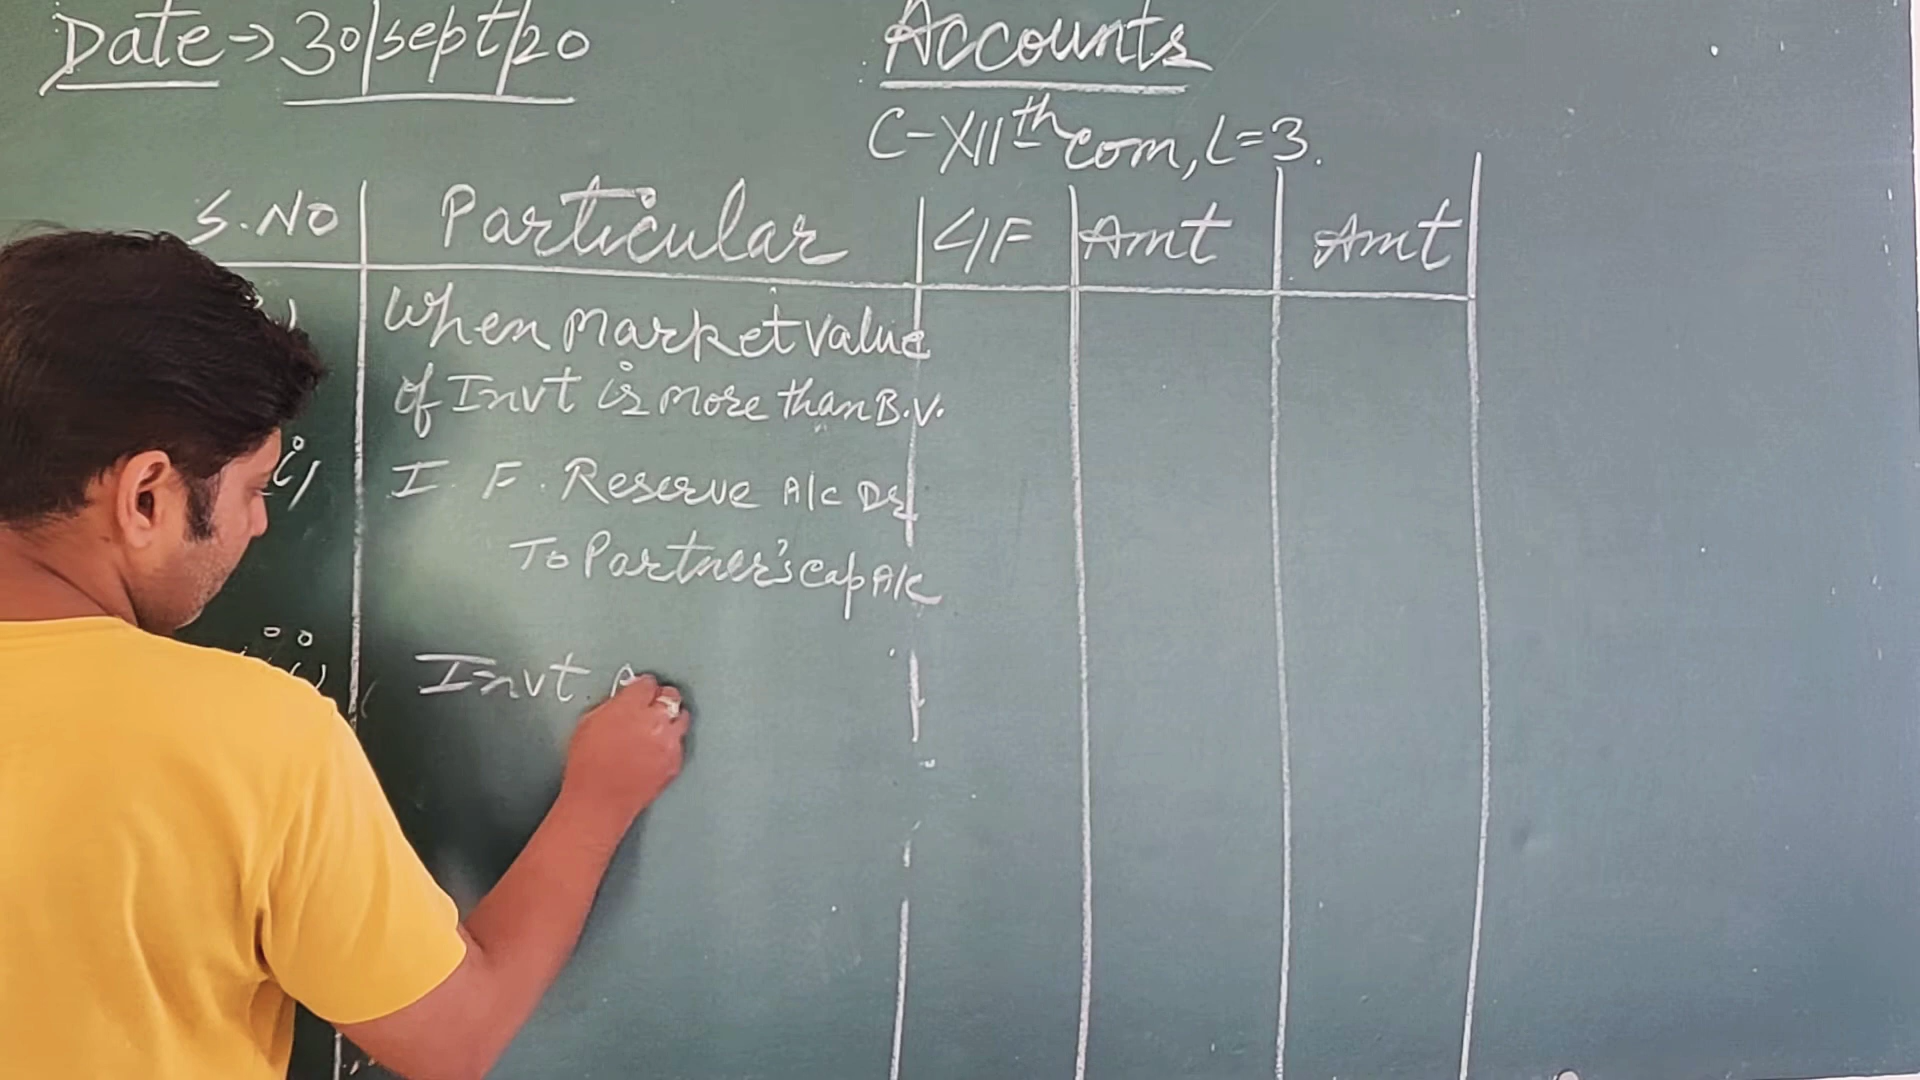 Date → 30/Sept/20
Accounts
C-XIIth Com, L=3.
S.NO Particular L/F Amt Amt
When Market value
of Invt is more than B.V.
i) I. F. Reserve A/c Dr
To Partner's Cap A/c
ii) Invt A